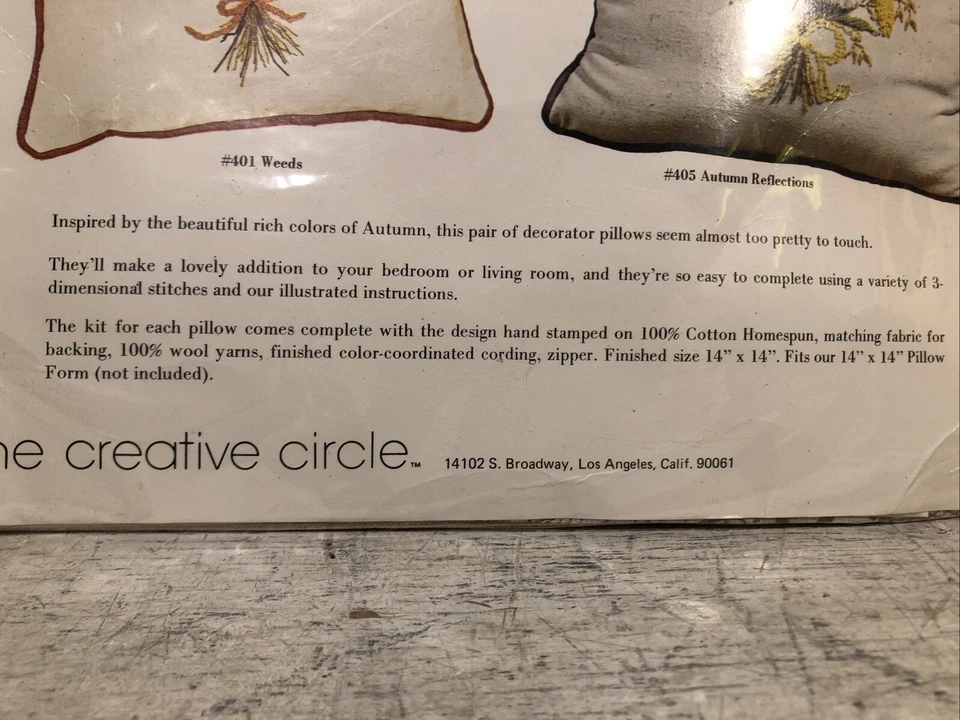 #401 Weeds
#405 Autumn Reflections
Inspired by the beautiful rich colors of Autumn, this pair of decorator pillows seem almost too pretty to touch.
They'll make a lovely addition to your bedroom or living room, and they're so easy to complete using a variety of 3-
dimensional stitches and our illustrated instructions.
The kit for each pillow comes complete with the design hand stamped on 100% Cotton Homespun, matching fabric for
backing, 100% wool yarns, finished color-coordinated cording, zipper. Finished size 14" x 14". Fits our 14" x 14" Pillow
Form (not included).
he creative circle™ 14102 S. Broadway, Los Angeles, Calif. 90061